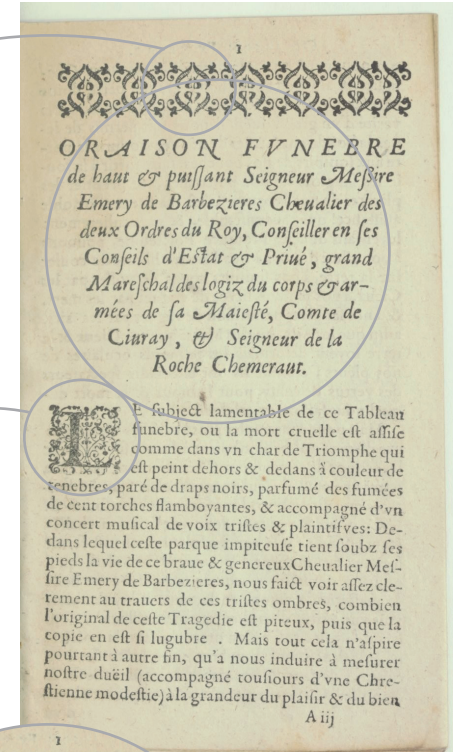 1
ORAISON FVNEBRE
de haut & puiſſant Seigneur Meſsire
Emery de Barbezieres Cheualier des
deux Ordres du Roy, Conſeiller en ſes
Conſeils d'Eſtat & Priué, grand
Mareſchal des logiz du corps & ar-
mées de ſa Maieſté, Comte de
Ciuray, & Seigneur de la
Roche Chemeraut.
LE ſubiect lamentable de ce Tableau
funebre, ou la mort cruelle eſt aſſiſe
comme dans vn char de Triomphe qui
eſt peint dehors & dedans à couleur de
tenebres, paré de draps noirs, parfumé des fumées
de cent torches flamboyantes, & accompagné d'vn
concert muſical de voix triſtes & plaintifves: De-
dans lequel ceſte parque impiteuſe tient ſoubz ſes
pieds la vie de ce braue & genereux Cheualier Meſ-
ſire Emery de Barbezieres, nous faict voir aſſez cle-
rement au trauers de ces triſtes ombres, combien
l'original de ceſte Tragedie eſt piteux, puis que la
copie en eſt ſi lugubre . Mais tout cela n'aſpire
pourtant à autre fin, qu'a nous induire à meſurer
noſtre duëil (accompagné touſiours d'vne Chre-
ſtienne modeſtie) à la grandeur du plaiſir & du bien
A iij
1